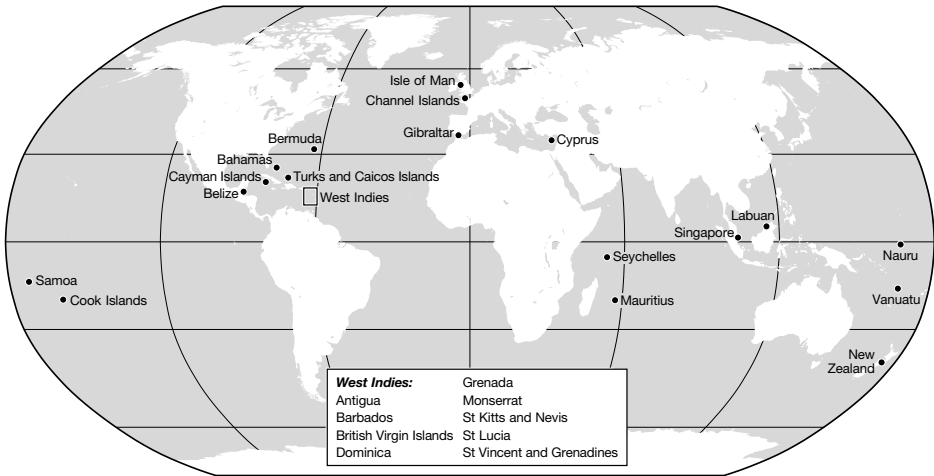 Isle of Man
Channel Islands
Gibraltar
Cyprus
Bermuda
Bahamas
Cayman Islands
Turks and Caicos Islands
Belize
West Indies
Labuan
Singapore
Seychelles
Nauru
Samoa
Cook Islands
Mauritius
Vanuatu
New
Zealand
West Indies: Grenada
Antigua Monserrat
Barbados St Kitts and Nevis
British Virgin Islands St Lucia
Dominica St Vincent and Grenadines